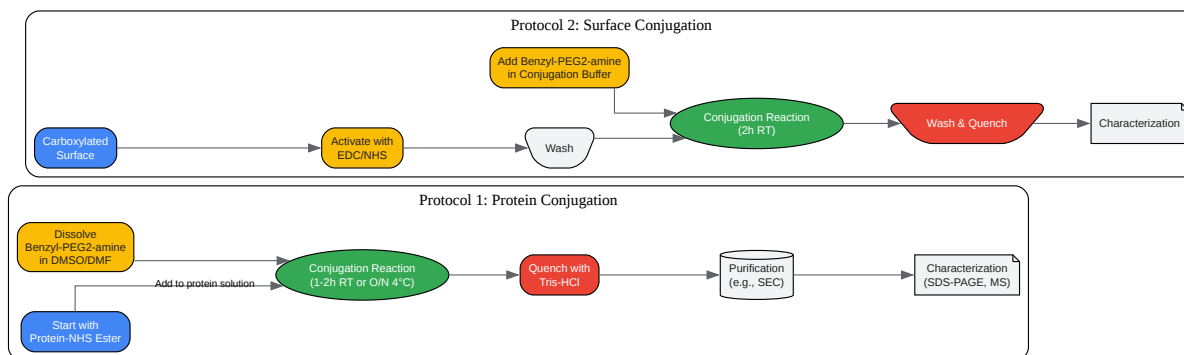 Protocol 2: Surface Conjugation
Add Benzyl-PEG2-amine
in Conjugation Buffer
Carboxylated
Surface
Activate with
EDC/NHS
Wash
Conjugation Reaction
(2h RT)
Wash & Quench
Characterization
Protocol 1: Protein Conjugation
Dissolve
Benzyl-PEG2-amine
in DMSO/DMF
Add to protein solution
Start with
Protein-NHS Ester
Conjugation Reaction
(1-2h RT or O/N 4°C)
Quench with
Tris-HCl
Purification
(e.g., SEC)
Characterization
(SDS-PAGE, MS)